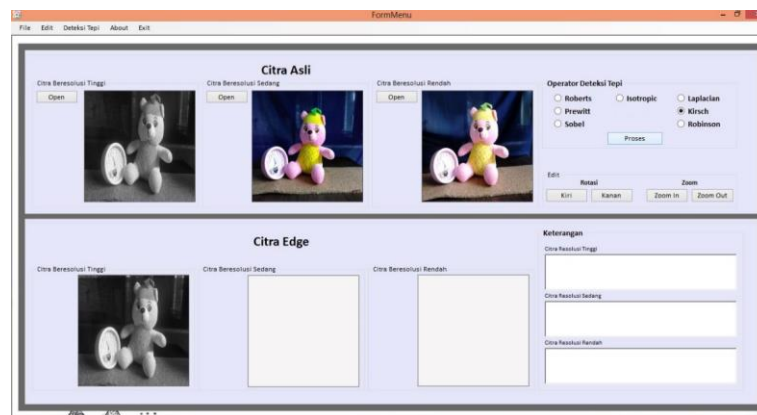 FormMenu
File Edit Deteksi Tepi About Exit
Citra Asli
Citra Beresolusi Tinggi
Open
Citra Beresolusi Sedang
Open
Citra Beresolusi Rendah
Open
Operator Deteksi Tepi
Roberts Isotropic Laplacian
Prewitt Kirsch
Sobel Robinson
Proses
Edit
Rotasi Zoom
Kiri Kanan Zoom In Zoom Out
Citra Edge
Citra Beresolusi Tinggi
Citra Beresolusi Sedang
Citra Beresolusi Rendah
Keterangan
Citra Resolusi Tinggi
Citra Resolusi Sedang
Citra Resolusi Rendah